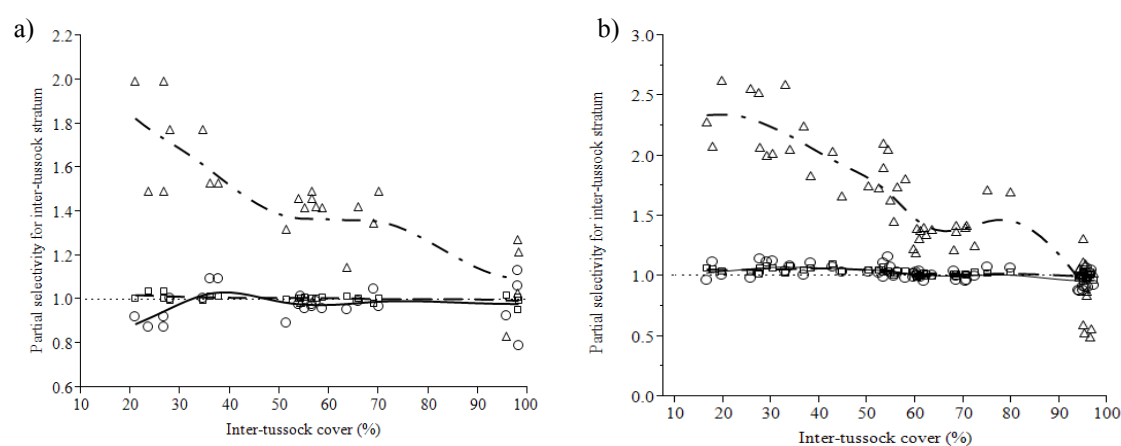 a)
Partial selectivity for inter-tussock stratum
2.2
2.0
1.8
1.6
1.4
1.2
1.0
0.8
0.6
10 20 30 40 50 60 70 80 90 100
Inter-tussock cover (%)
b)
Partial selectivity for inter-tussock stratum
3.0
2.5
2.0
1.5
1.0
0.5
0.0
10 20 30 40 50 60 70 80 90 100
Inter-tussock cover (%)